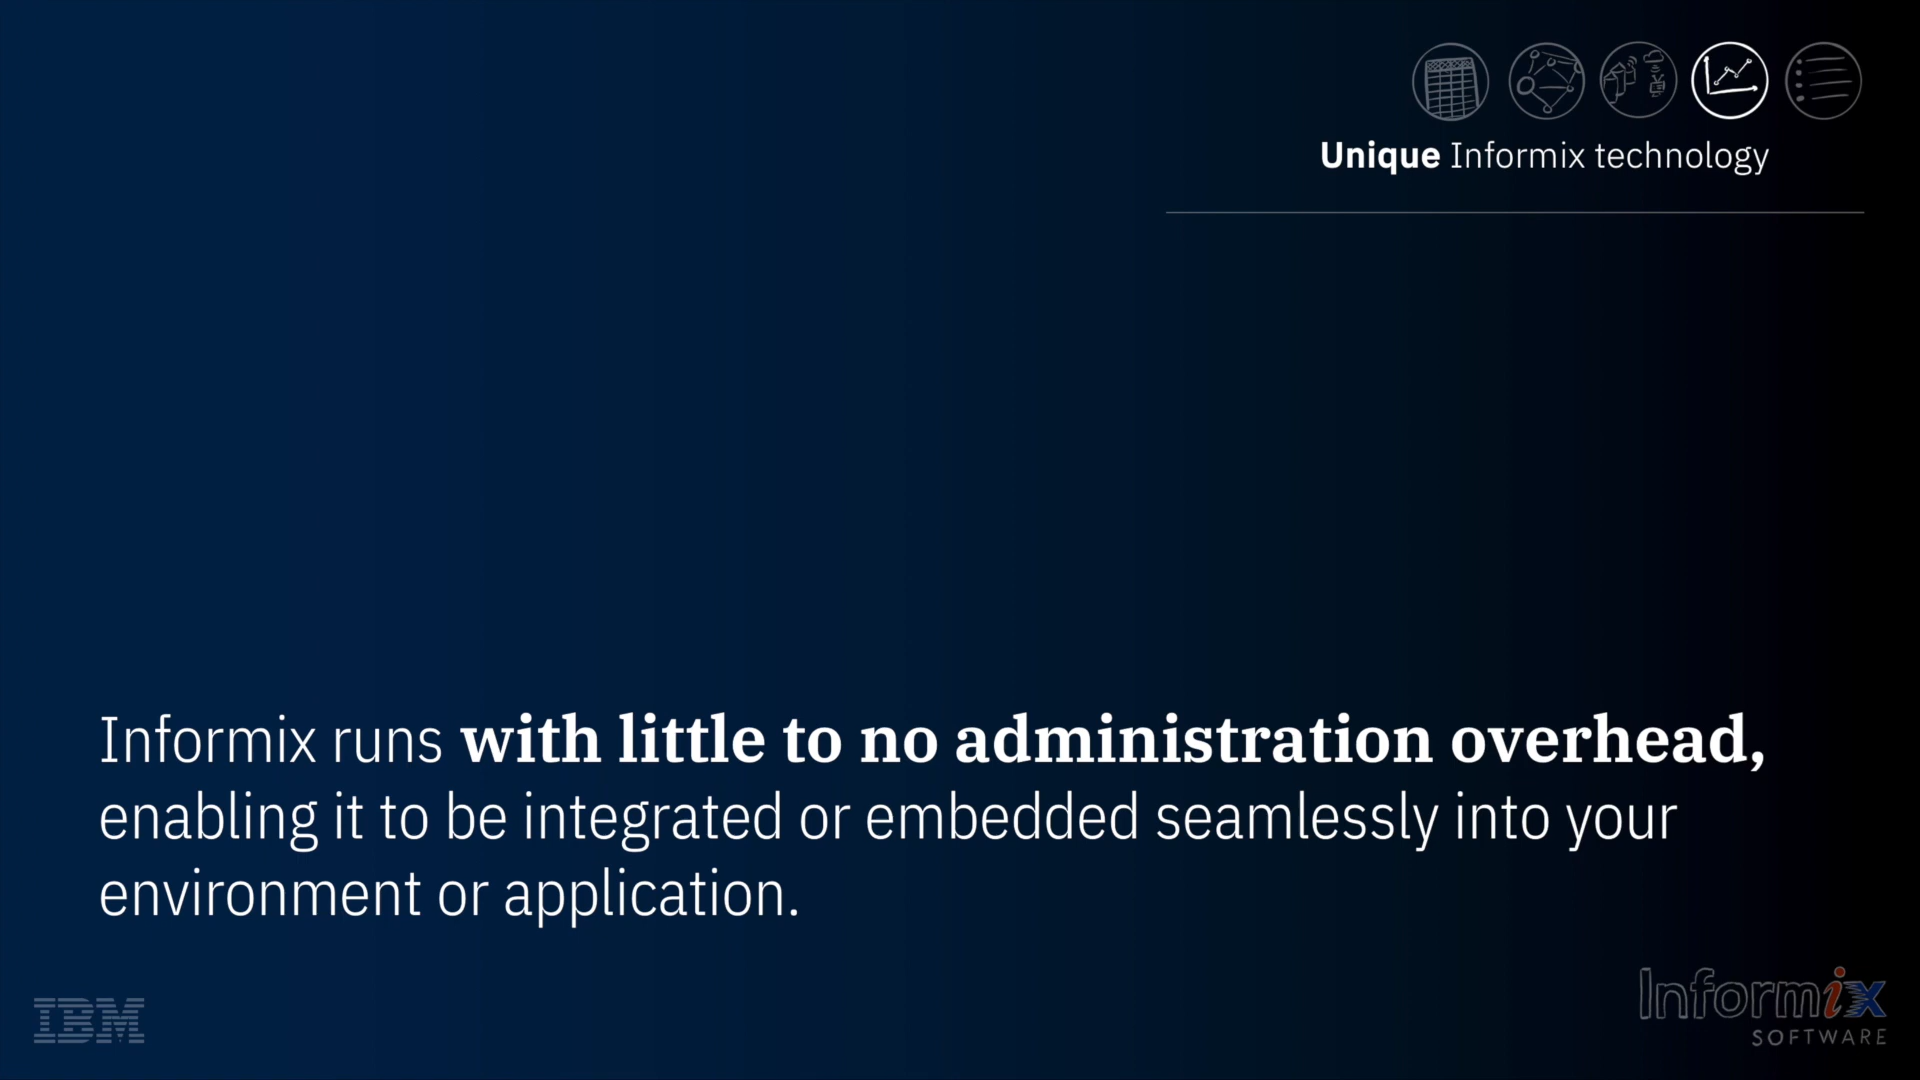 Unique Informix technology
Informix runs with little to no administration overhead,
enabling it to be integrated or embedded seamlessly into your
environment or application.
IBM
Informix
SOFTWARE